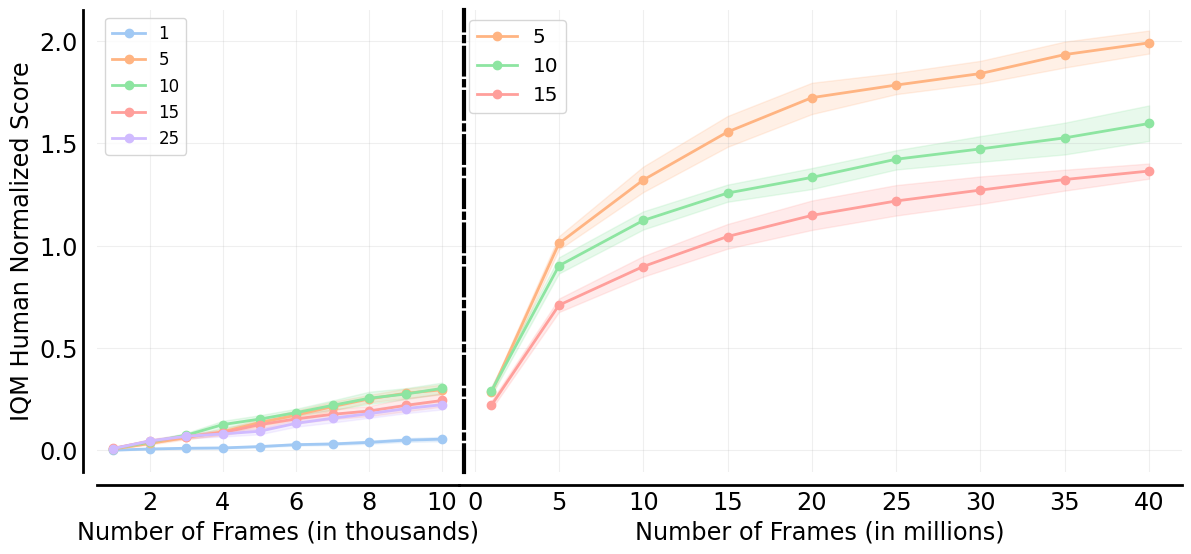 IQM Human Normalized Score
2.0
1.5
1.0
0.5
0.0
1
5
10
15
25
5
10
15
2 4 6 8 10
0 5 10 15 20 25 30 35 40
Number of Frames (in thousands)
Number of Frames (in millions)